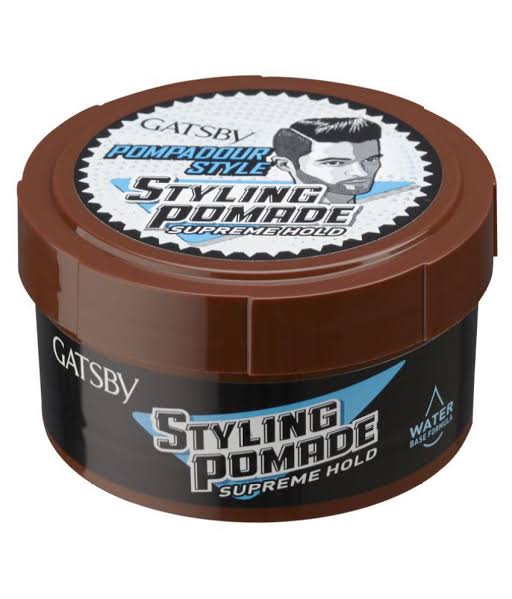 GATSBY
POMPADOUR
STYLE
STYLING
POMADE
SUPREME HOLD
GATSBY
STYLING
POMADE
SUPREME HOLD
WATER
BASE FORMULA